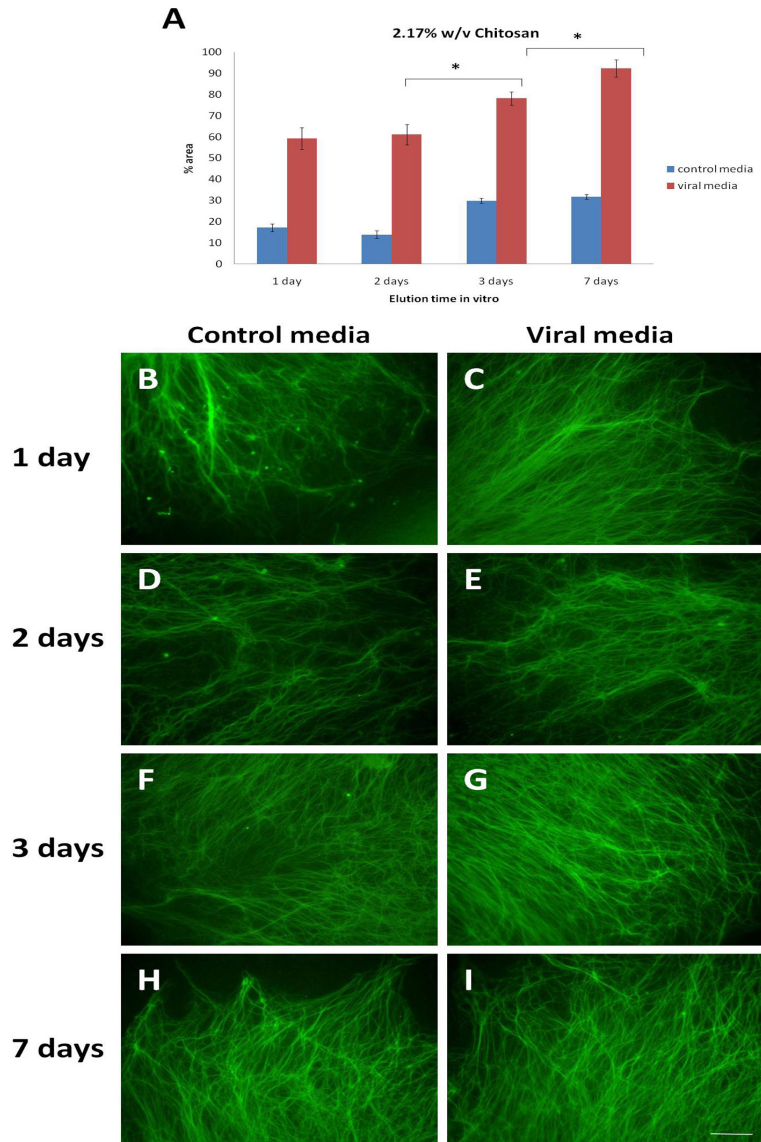 A
2.17% w/v Chitosan
*
*
100
90
80
70
60
50
40
30
20
10
0
% area
control media
viral media
1 day
2 days
3 days
7 days
Elution time in vitro
Control media
Viral media
1 day
B
C
2 days
D
E
3 days
F
G
7 days
H
I